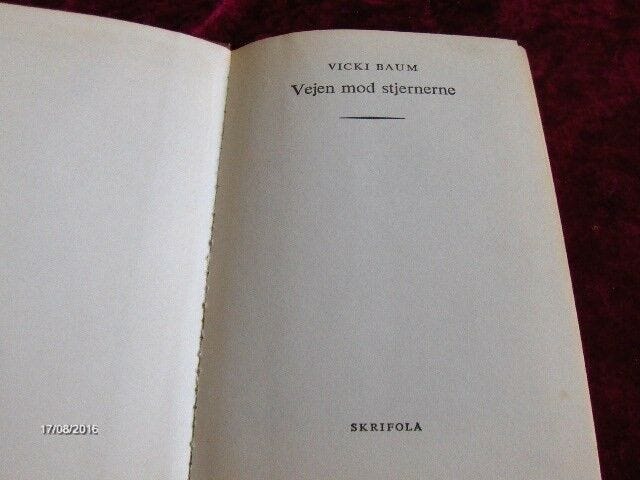 VICKI BAUM
Vejen mod stjernerne
SKRIFOLA
17/08/2016